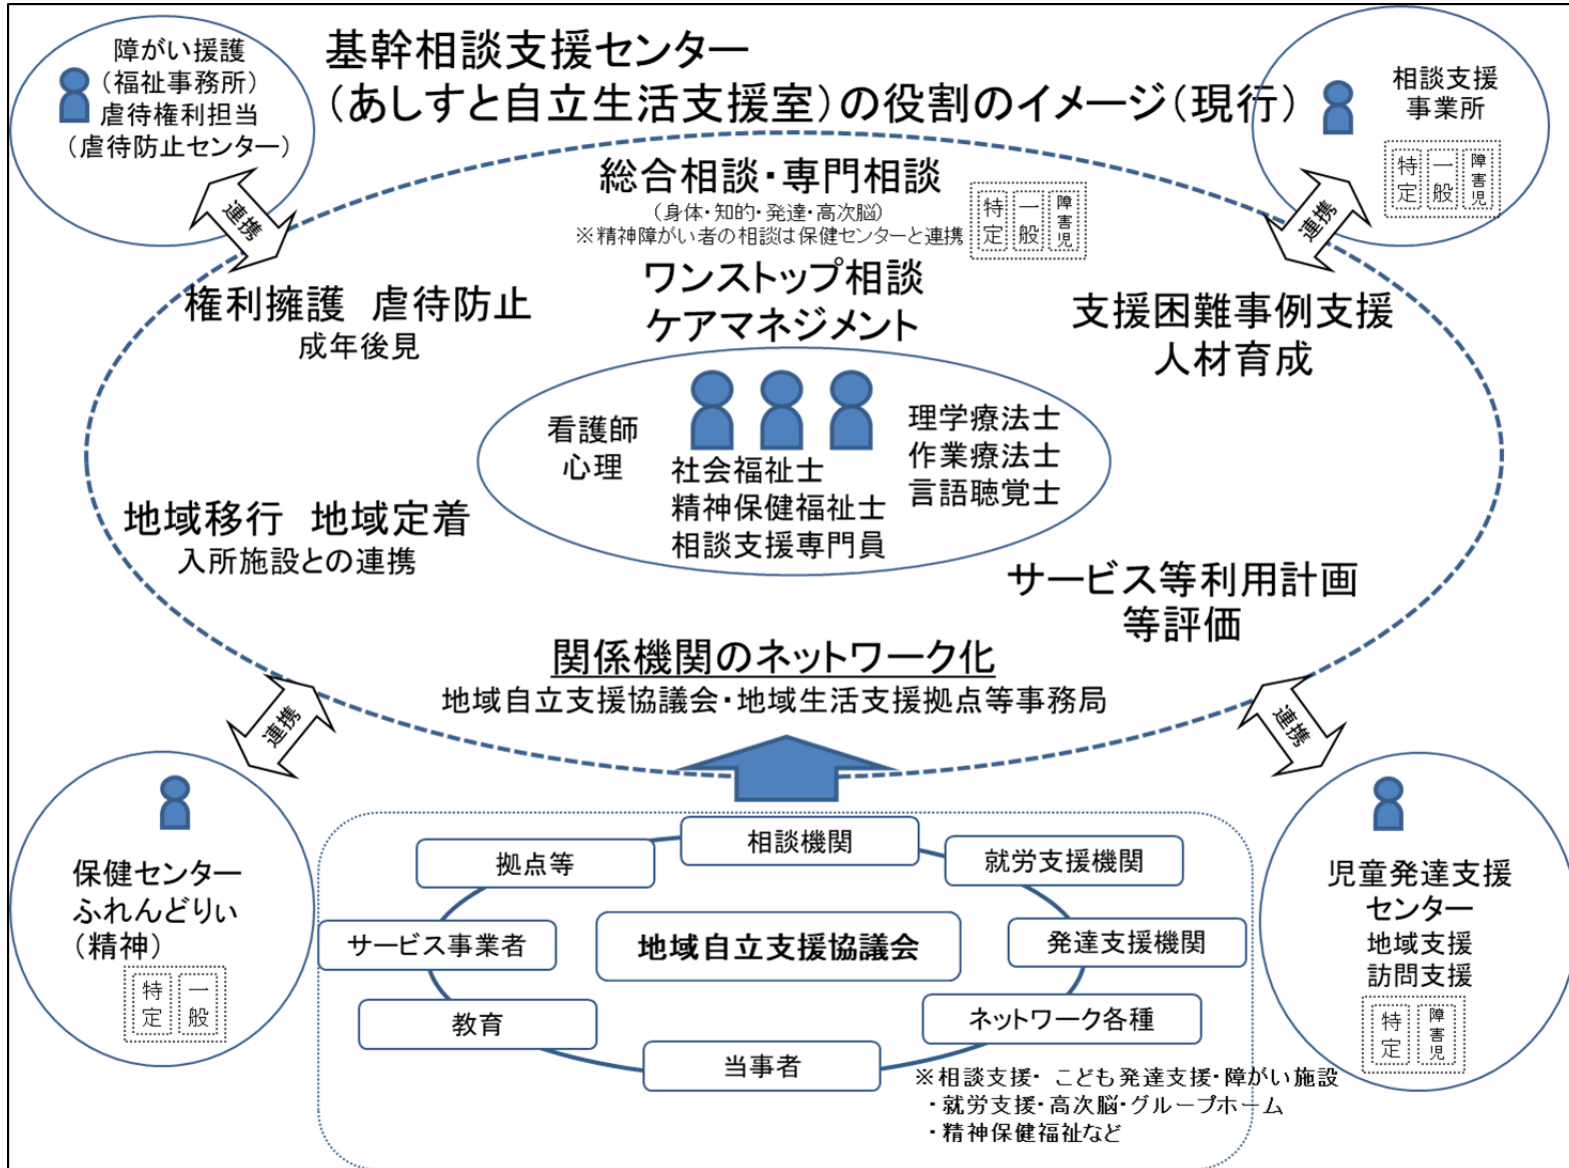 基幹相談支援センター
（あしすと自立生活支援室）の役割のイメージ（現行）
障がい援護
（福祉事務所）
虐待権利担当
（虐待防止センター）
連携
相談支援
事業所
特定
一般
障害児
連携
総合相談・専門相談
（身体・知的・発達・高次脳）
※精神障がい者の相談は保健センターと連携
特定
一般
障害児
ワンストップ相談
ケアマネジメント
権利擁護 虐待防止
成年後見
支援困難事例支援
人材育成
看護師
心理
社会福祉士
精神保健福祉士
相談支援専門員
理学療法士
作業療法士
言語聴覚士
地域移行 地域定着
入所施設との連携
サービス等利用計画
等評価
関係機関のネットワーク化
地域自立支援協議会・地域生活支援拠点等事務局
連携
連携
保健センター
ふれんどりぃ
（精神）
特定
一般
相談機関
拠点等
就労支援機関
サービス事業者
地域自立支援協議会
発達支援機関
教育
ネットワーク各種
当事者
※相談支援・ こども発達支援・障がい施設
・就労支援・高次脳・グループホーム
・精神保健福祉など
児童発達支援
センター
地域支援
訪問支援
特定
障害児